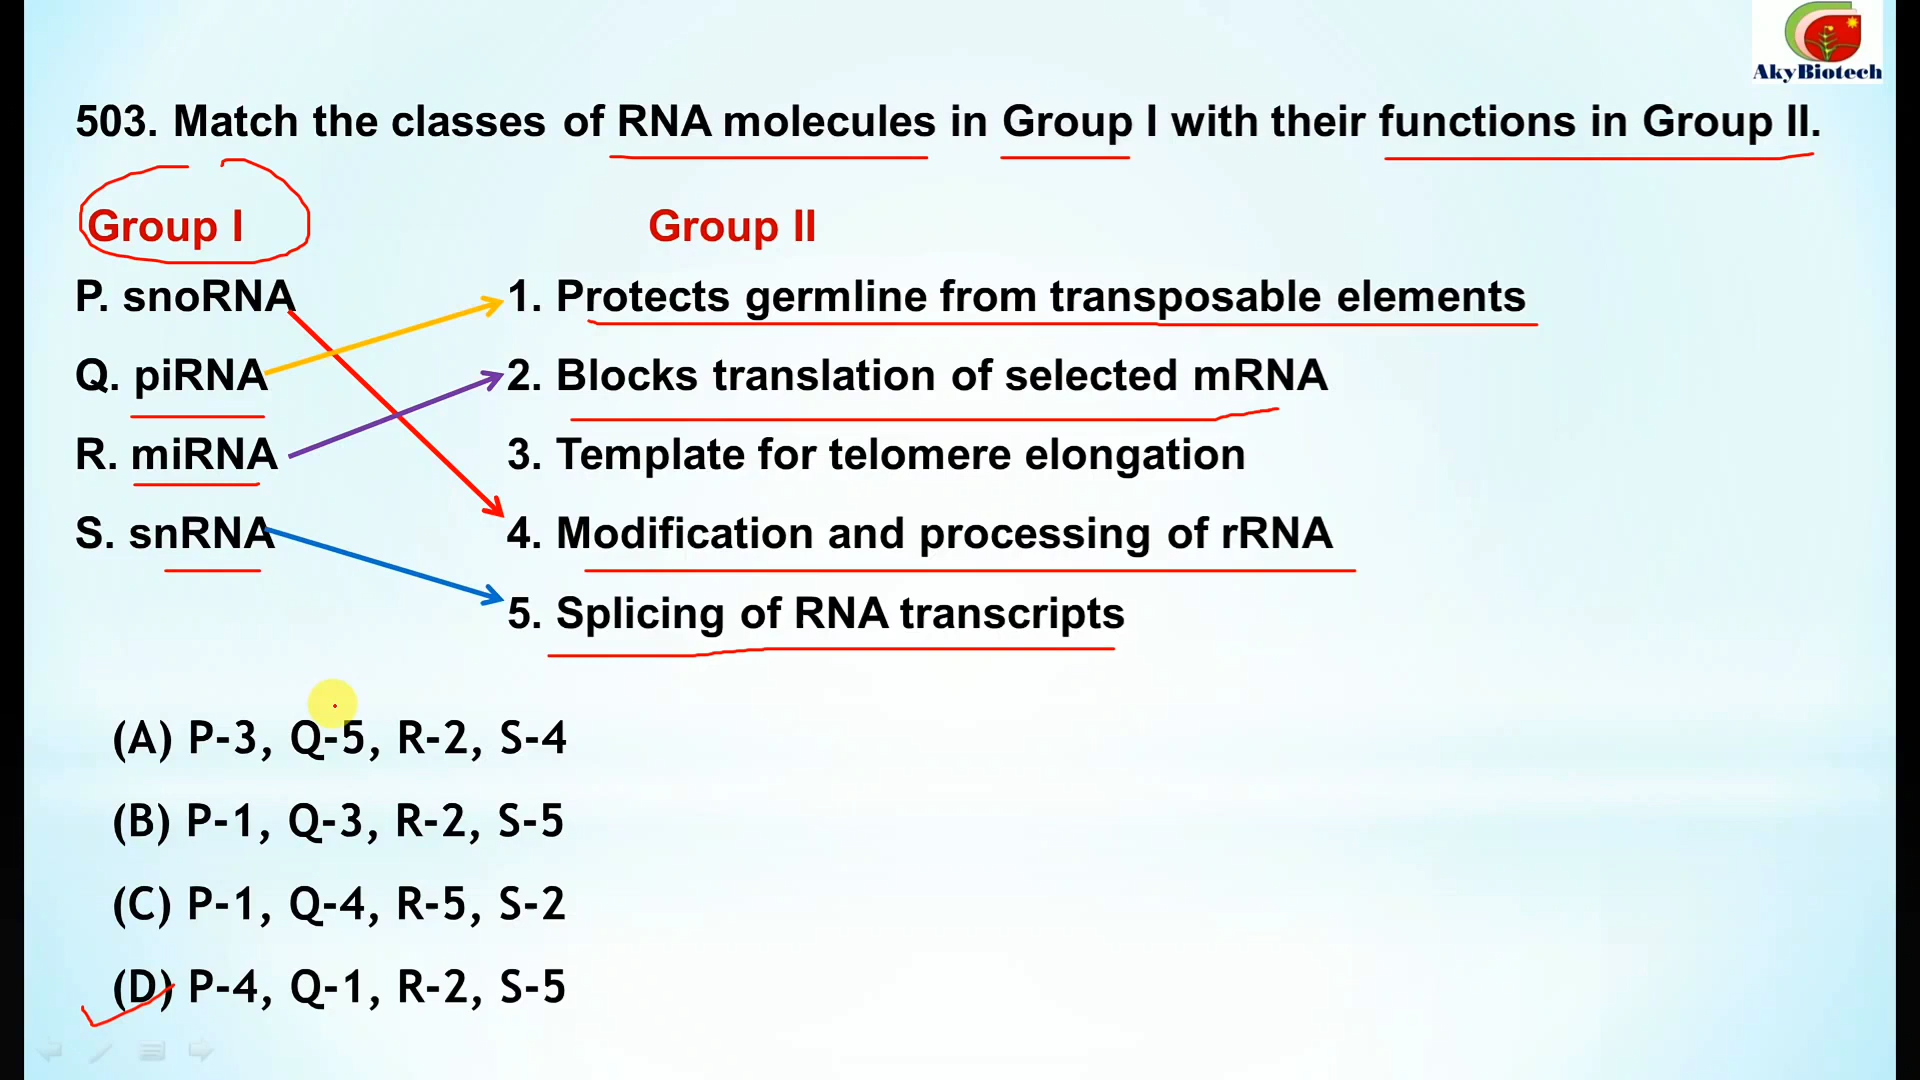 AkyBiotech
503. Match the classes of RNA molecules in Group I with their functions in Group II.
Group I Group II
P. snoRNA 1. Protects germline from transposable elements
Q. piRNA 2. Blocks translation of selected mRNA
R. miRNA 3. Template for telomere elongation
S. snRNA 4. Modification and processing of rRNA
5. Splicing of RNA transcripts
(A) P-3, Q-5, R-2, S-4
(B) P-1, Q-3, R-2, S-5
(C) P-1, Q-4, R-5, S-2
(D) P-4, Q-1, R-2, S-5